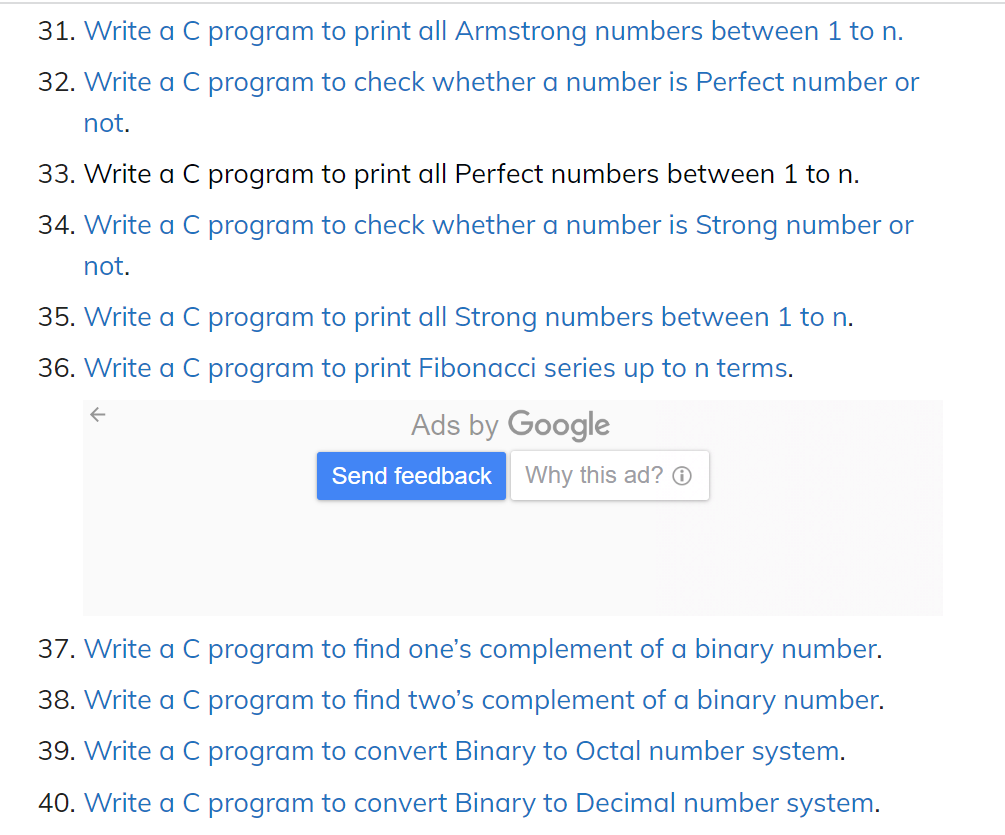 31. Write a C program to print all Armstrong numbers between 1 to n.
32. Write a C program to check whether a number is Perfect number or
not.
33. Write a C program to print all Perfect numbers between 1 to n.
34. Write a C program to check whether a number is Strong number or
not.
35. Write a C program to print all Strong numbers between 1 to n.
36. Write a C program to print Fibonacci series up to n terms.
Ads by Google
Send feedback Why this ad?
37. Write a C program to find one’s complement of a binary number.
38. Write a C program to find two’s complement of a binary number.
39. Write a C program to convert Binary to Octal number system.
40. Write a C program to convert Binary to Decimal number system.